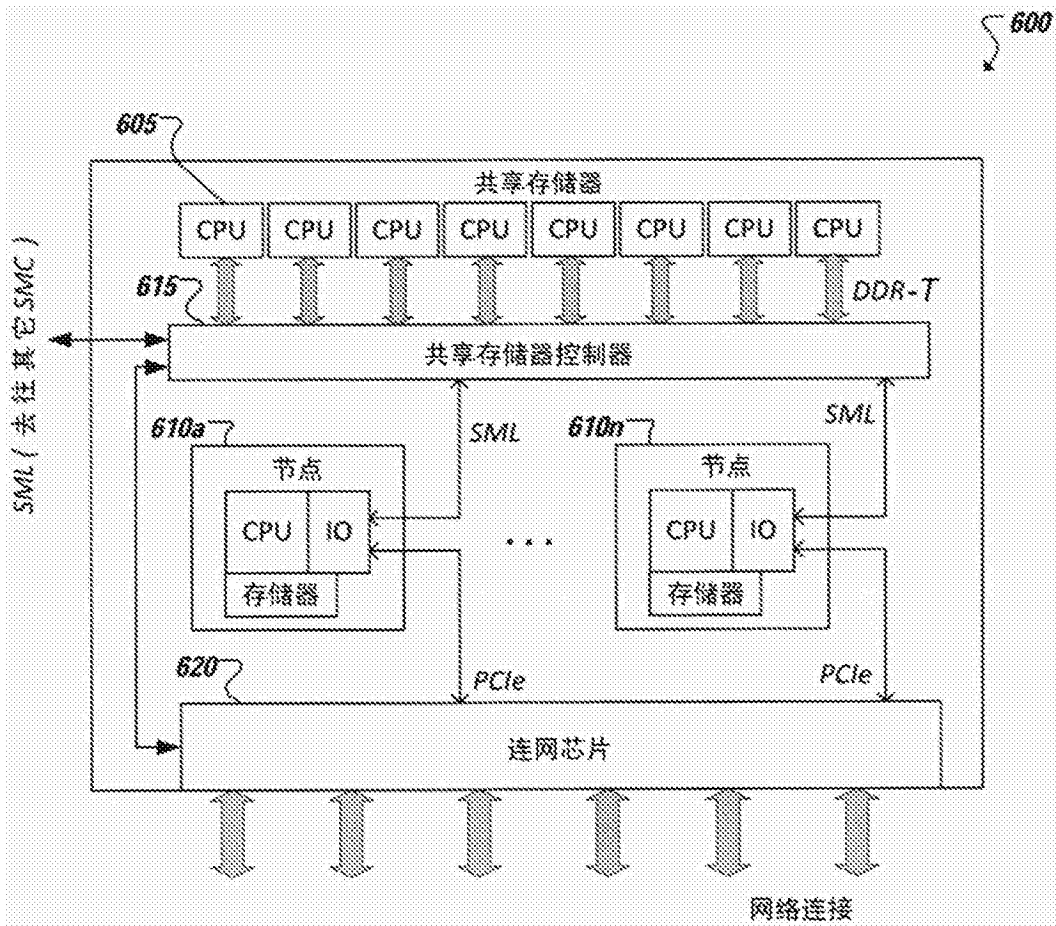 600
605
共享存储器
CPU CPU CPU CPU CPU CPU CPU CPU
DDR-T
615
共享存储器控制器
SML (去往其它SMC)
SML
SML
610a
610n
节点
节点
CPU IO
CPU IO
存储器
存储器
...
620
PCIe
PCIe
连网芯片
网络连接